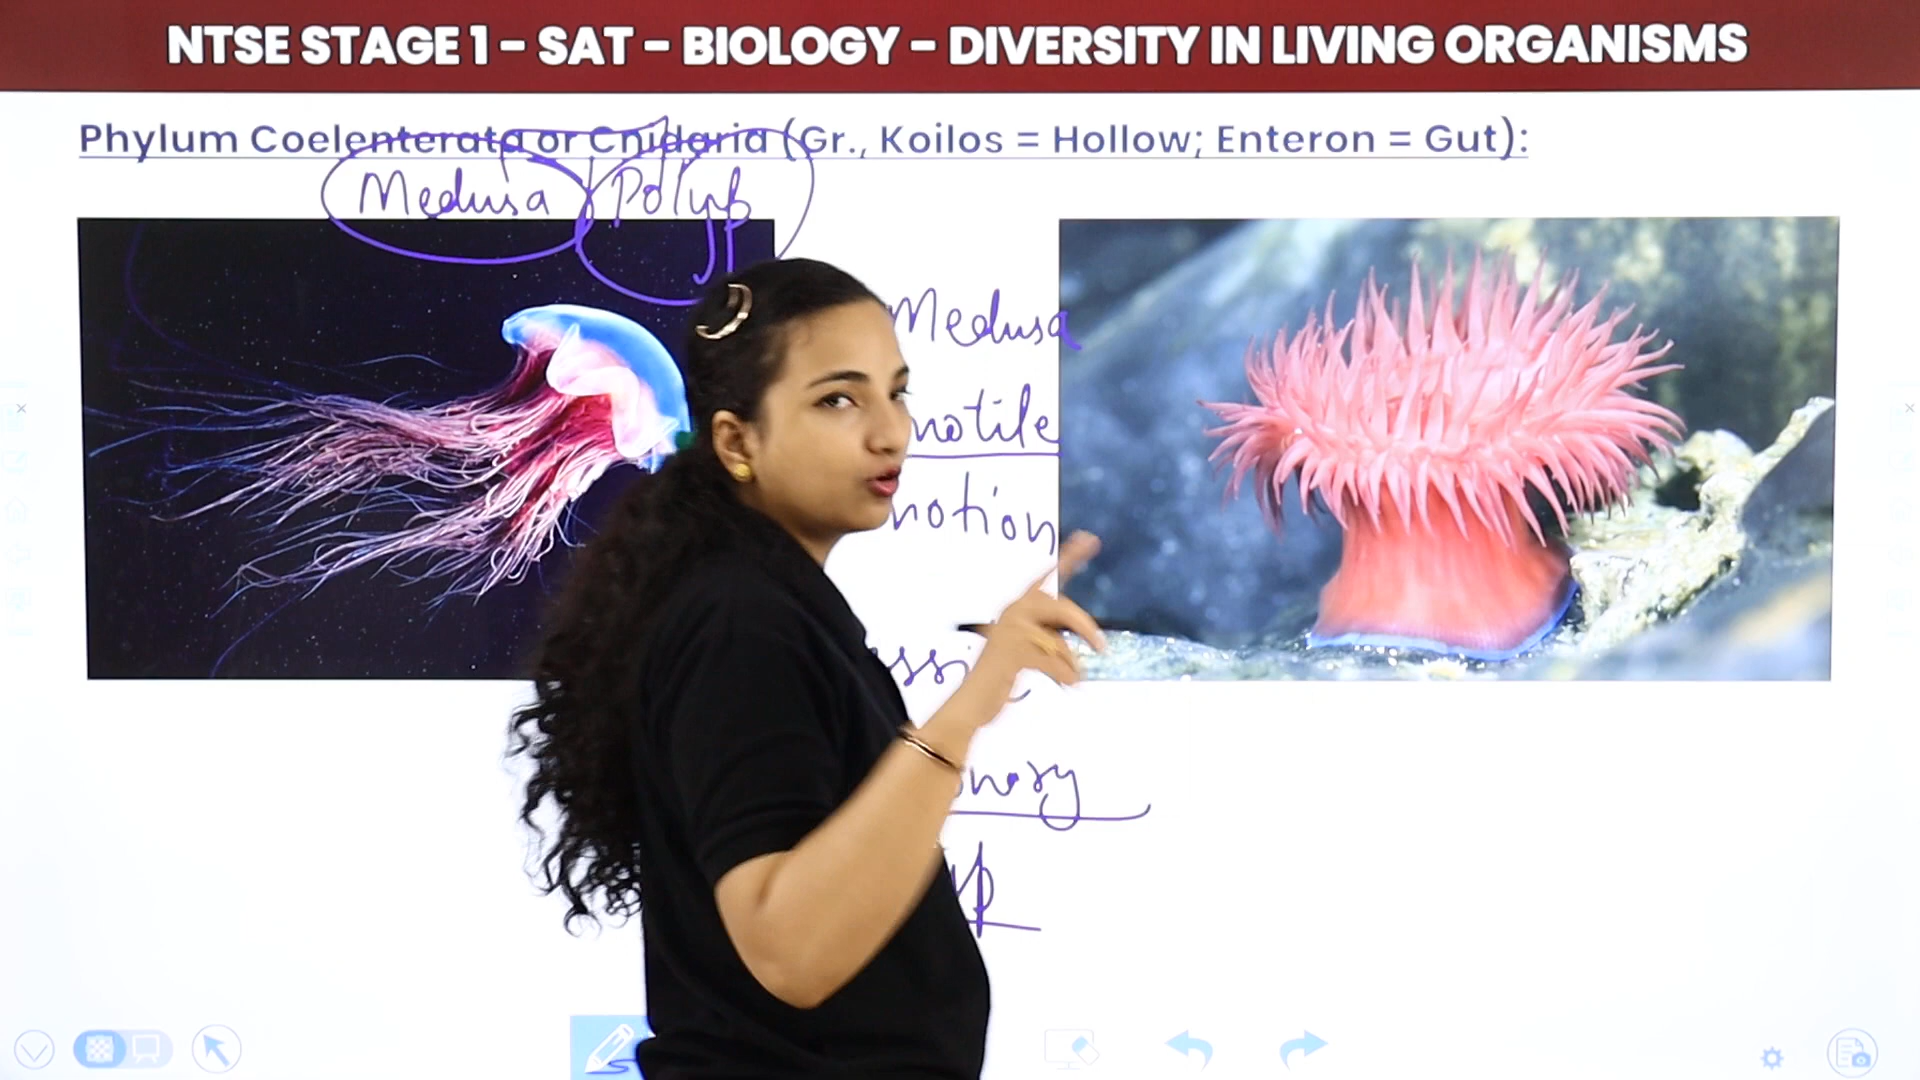 NTSE STAGE 1 - SAT - BIOLOGY - DIVERSITY IN LIVING ORGANISMS
Phylum Coelenterata or Cnidaria (Gr., Koilos = Hollow; Enteron = Gut):
Medusa Polyp
Medusa
motile
motion